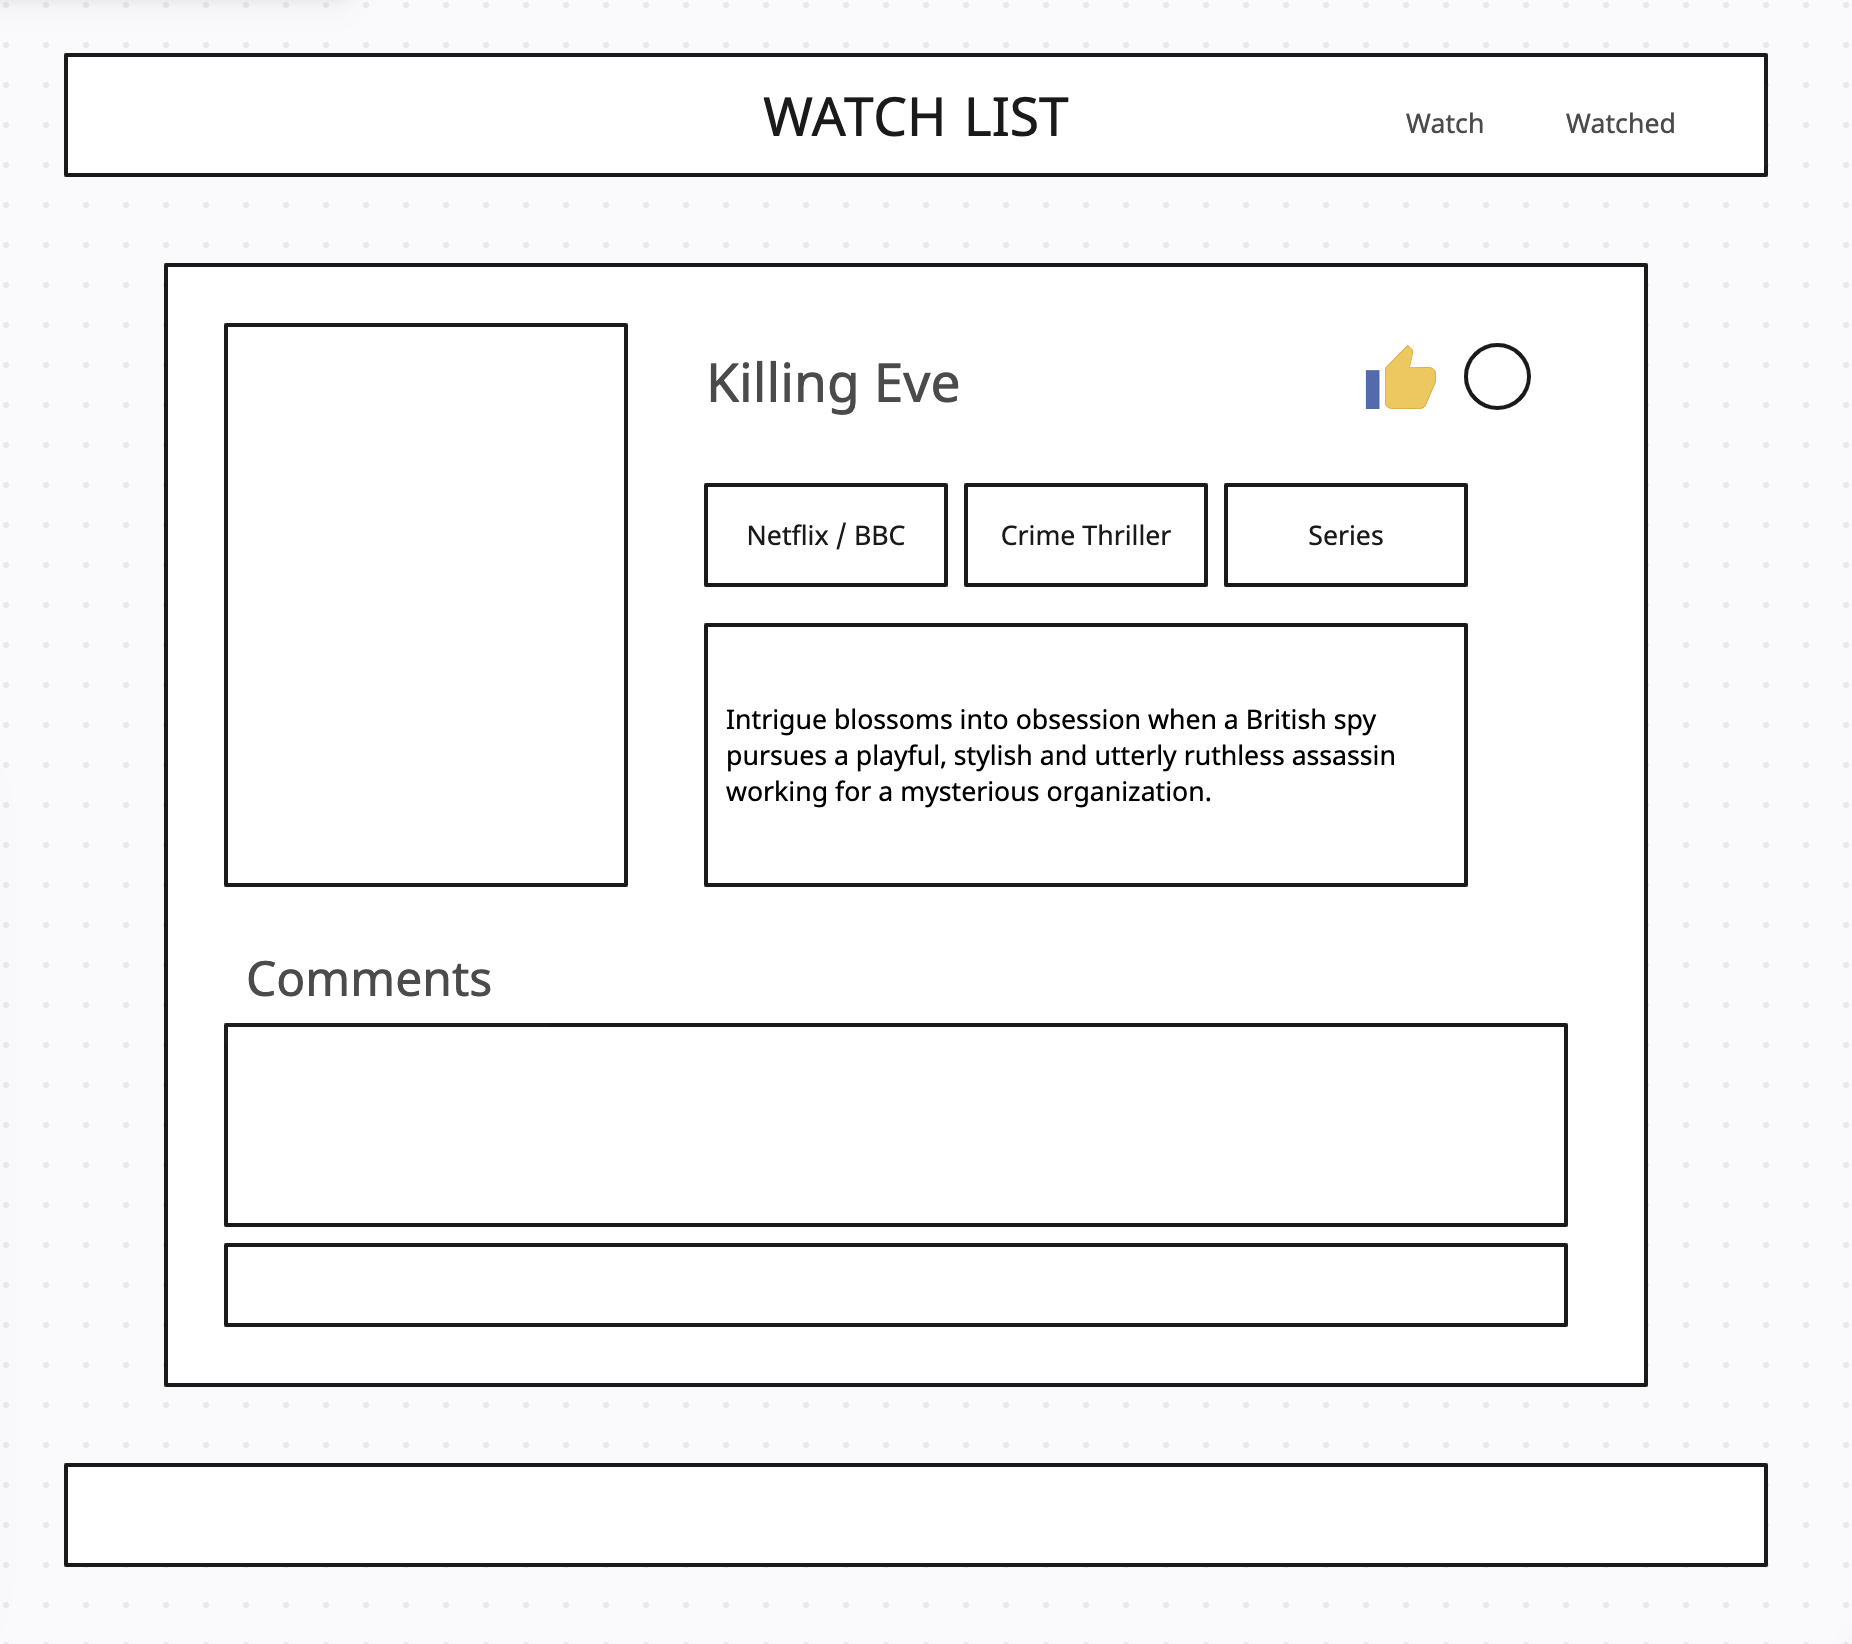 WATCH LIST
Watch
Watched
Killing Eve
Netflix / BBC
Crime Thriller
Series
Intrigue blossoms into obsession when a British spy
pursues a playful, stylish and utterly ruthless assassin
working for a mysterious organization.
Comments